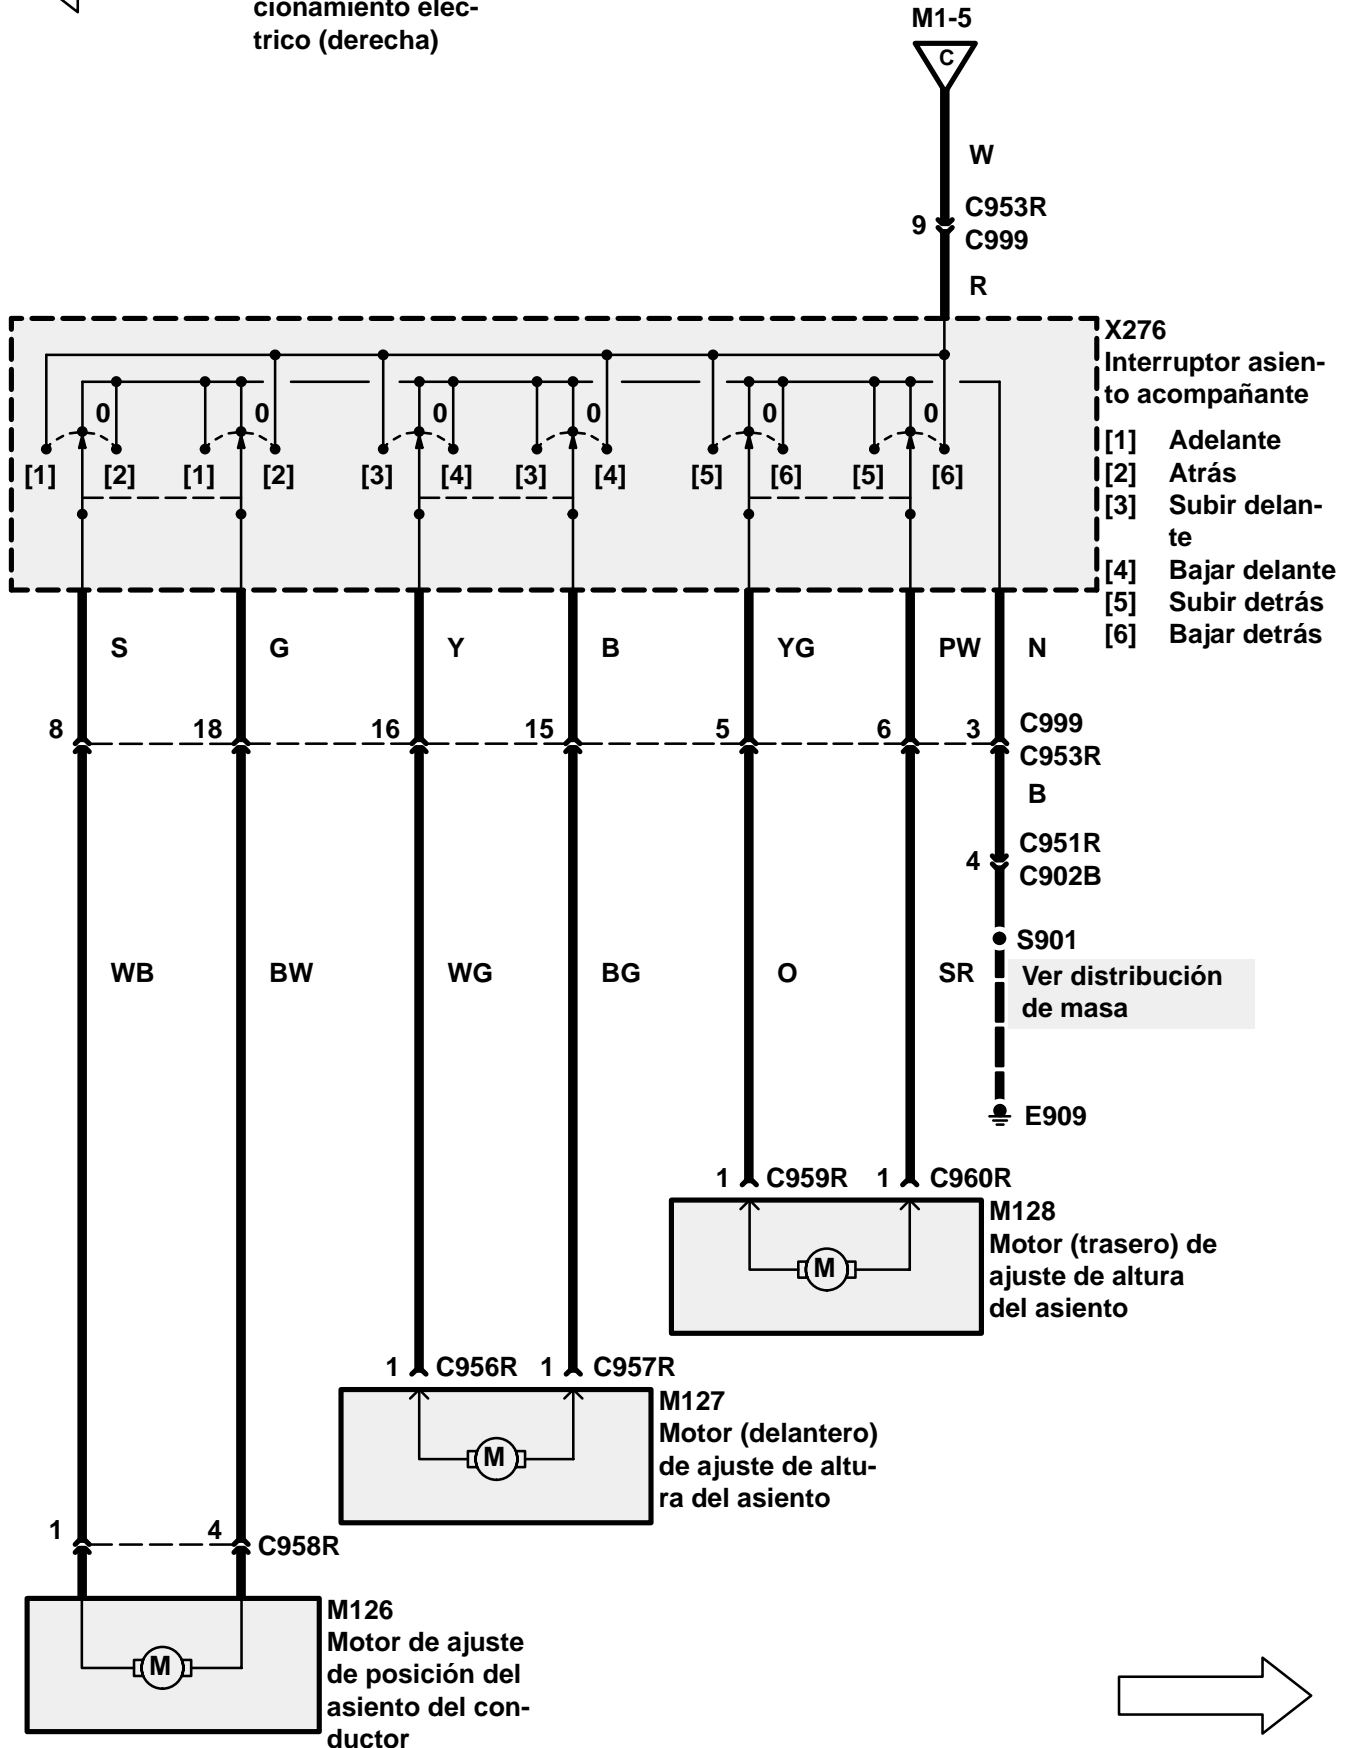 cionamiento eléc-
trico (derecha)
M1-5
C
W
9
C953R
C999
R
X276
Interruptor asien-
to acompañante
[1] Adelante
[2] Atrás
[3] Subir delan-
te
[4] Bajar delante
[5] Subir detrás
[6] Bajar detrás
0 0 0 0 0 0
[1] [2] [1] [2] [3] [4] [3] [4] [5] [6] [5] [6]
S G Y B YG PW N
8 18 16 15 5 6 3
C999
C953R
B
4
C951R
C902B
S901
WB BW WG BG O SR
Ver distribución
de masa
E909
1 C959R 1 C960R
M128
Motor (trasero) de
ajuste de altura
del asiento
M
1 C956R 1 C957R
M127
Motor (delantero)
de ajuste de altu-
ra del asiento
M
1 4 C958R
M126
Motor de ajuste
de posición del
asiento del con-
ductor
M